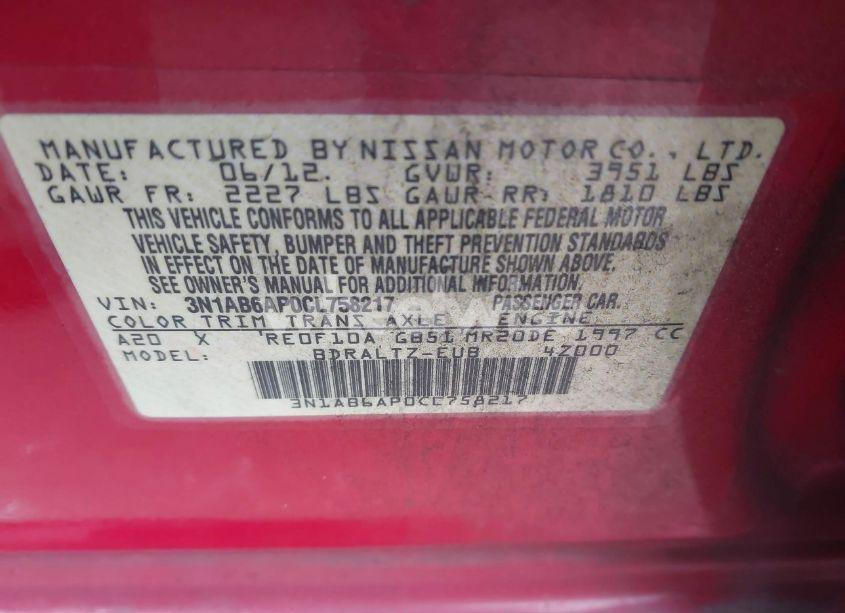 MANUFACTURED BY NISSAN MOTOR CO., LTD.
DATE: 06/12. GVWR: 3951 LBS
GAWR FR: 2227 LBS GAWR RR: 1810 LBS
THIS VEHICLE CONFORMS TO ALL APPLICABLE FEDERAL MOTOR
VEHICLE SAFETY, BUMPER AND THEFT PREVENTION STANDARDS
IN EFFECT ON THE DATE OF MANUFACTURE SHOWN ABOVE.
SEE OWNER'S MANUAL FOR ADDITIONAL INFORMATION.
VIN: 3N1AB6AP0CL758217 PASSENGER CAR.
COLOR TRIM TRANS AXLE ENGINE
A20 X RE0F10A GB51 MR20DE 1997 CC
MODEL: BDRALTZ-EUB 4Z000
3N1AB6AP0CL758217